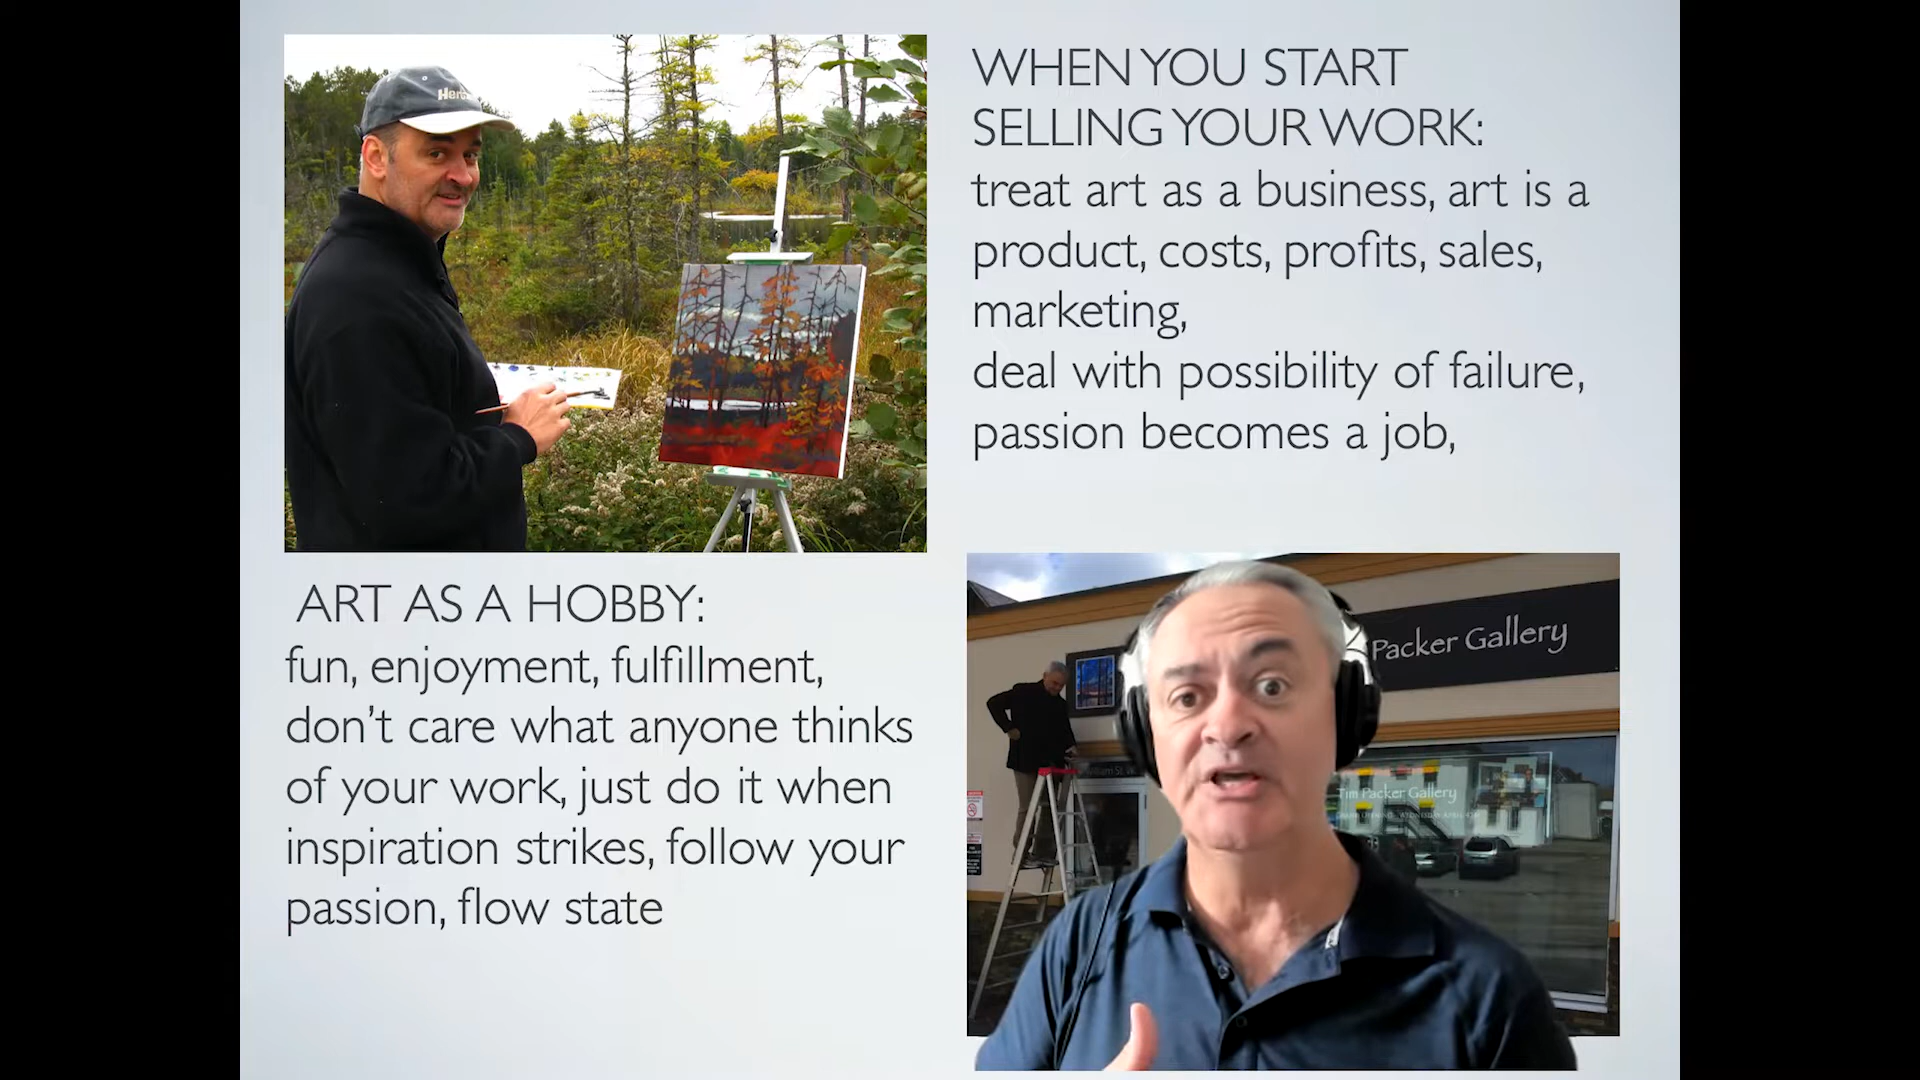 WHEN YOU START
SELLING YOUR WORK:
treat art as a business, art is a
product, costs, profits, sales,
marketing,
deal with possibility of failure,
passion becomes a job,
ART AS A HOBBY:
fun, enjoyment, fulfillment,
don't care what anyone thinks
of your work, just do it when
inspiration strikes, follow your
passion, flow state
Packer Gallery
Tim Packer Gallery